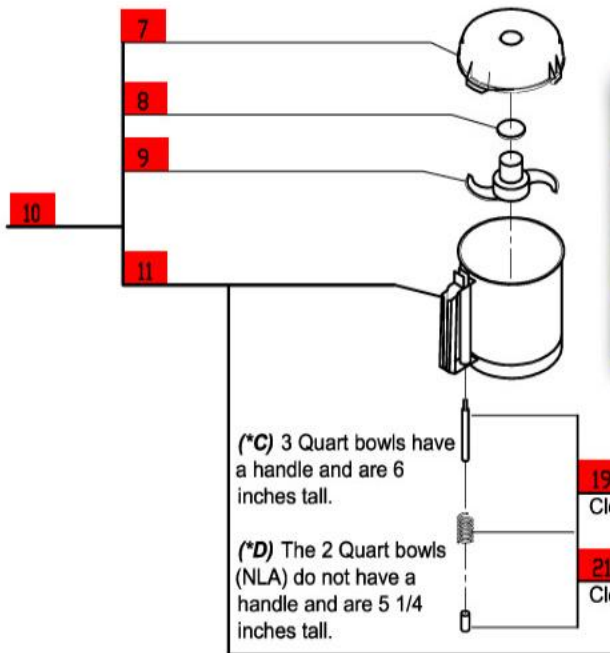 7
8
9
10
11
(*C) 3 Quart bowls have
a handle and are 6
inches tall.
19
(*D) The 2 Quart bowls
(NLA) do not have a
handle and are 5 1/4
inches tall.
21